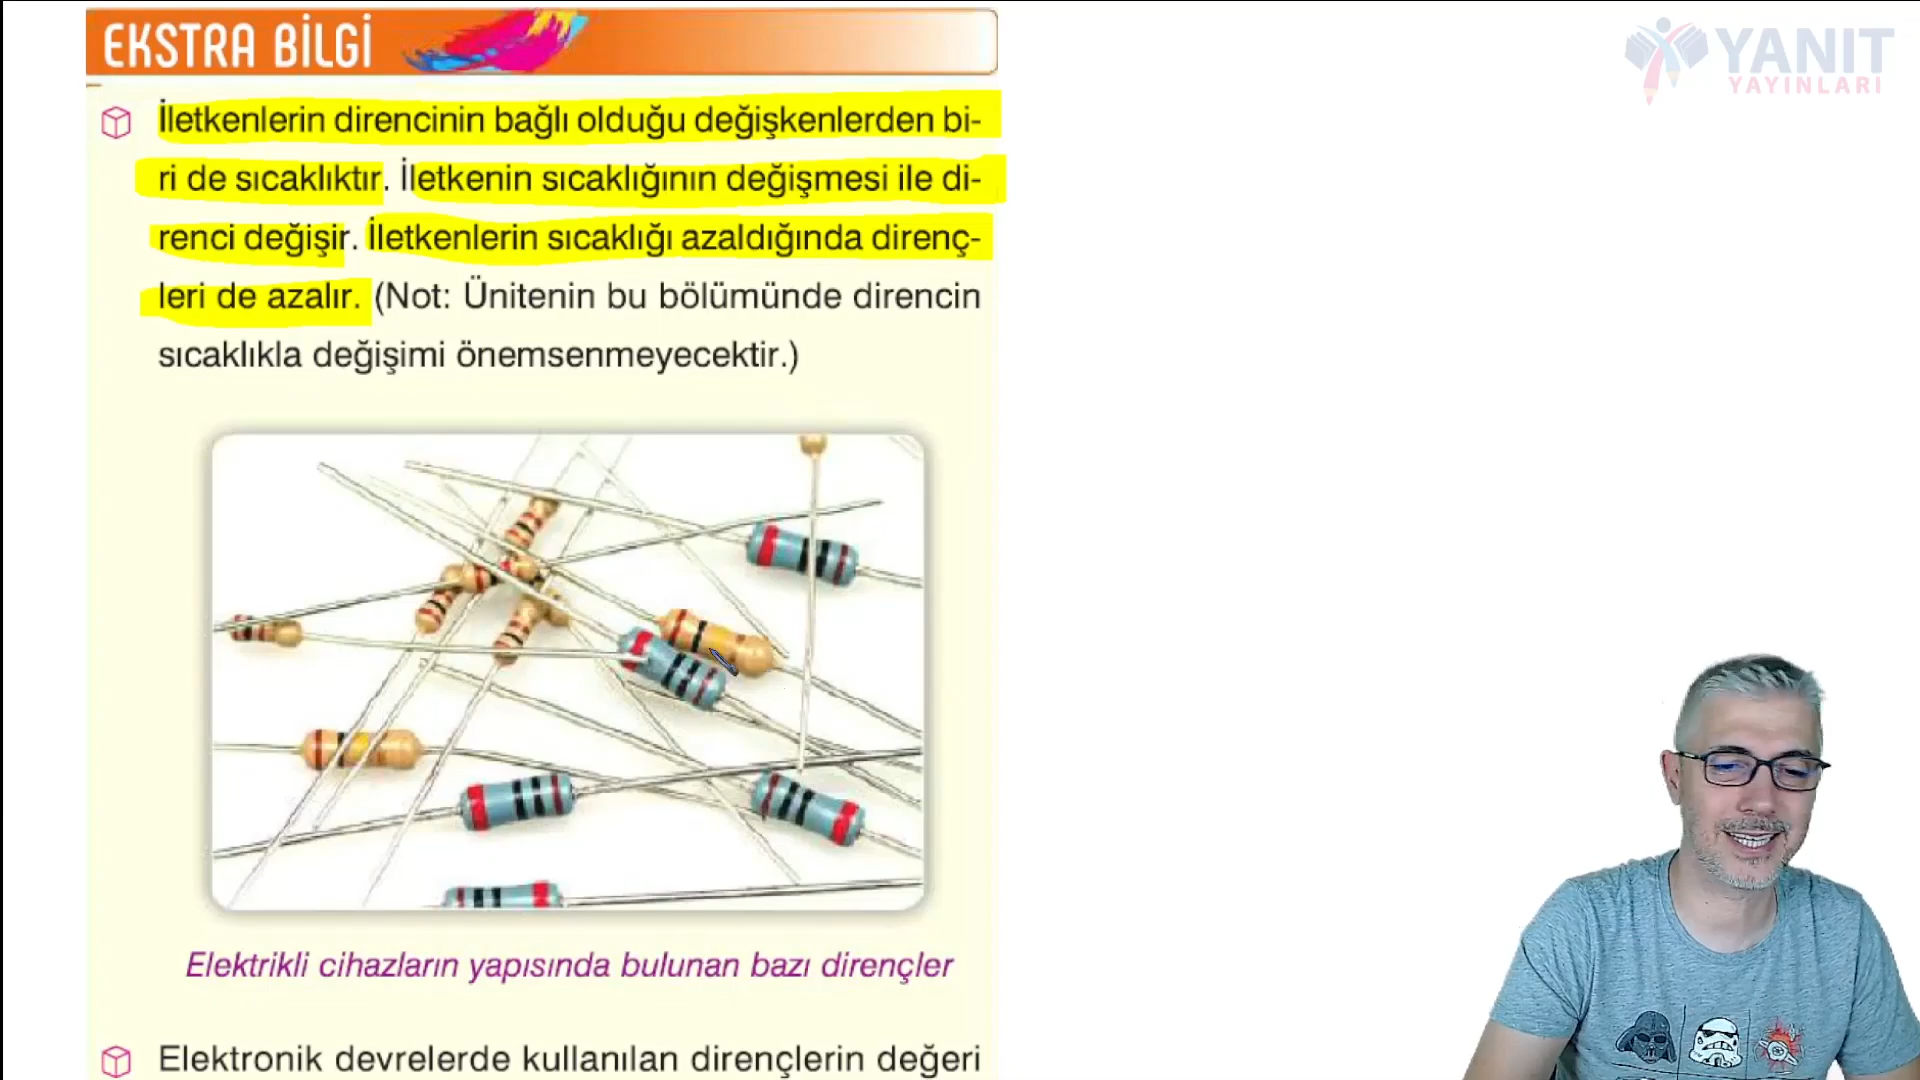 EKSTRA BİLGİ
YANIT
YAYINLARI
İletkenlerin direncinin bağlı olduğu değişkenlerden bi-
ri de sıcaklıktır. İletkenin sıcaklığının değişmesi ile di-
renci değişir. İletkenlerin sıcaklığı azaldığında direnç-
leri de azalır. (Not: Ünitenin bu bölümünde direncin
sıcaklıkla değişimi önemsenmeyecektir.)
Elektrikli cihazların yapısında bulunan bazı dirençler
Elektronik devrelerde kullanılan dirençlerin değeri